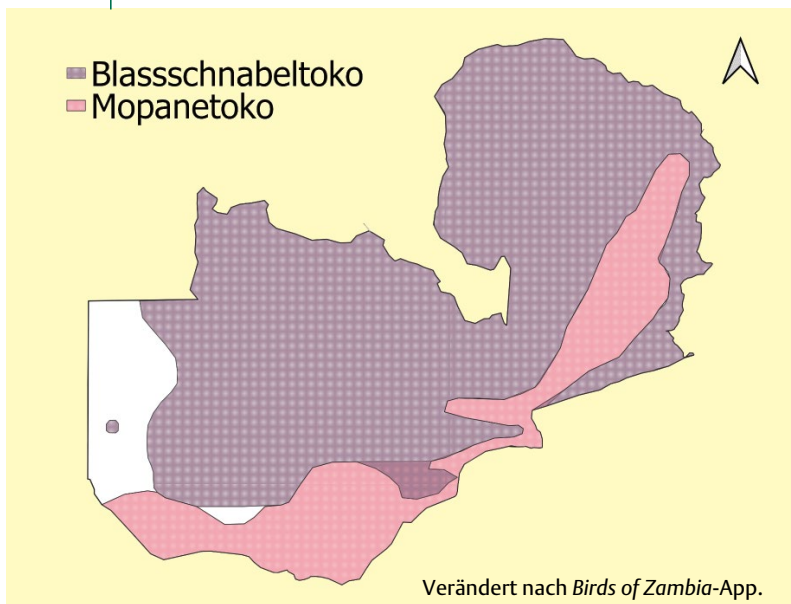 Blassschnabeltoko
Mopanetoko
Verändert nach Birds of Zambia-App.